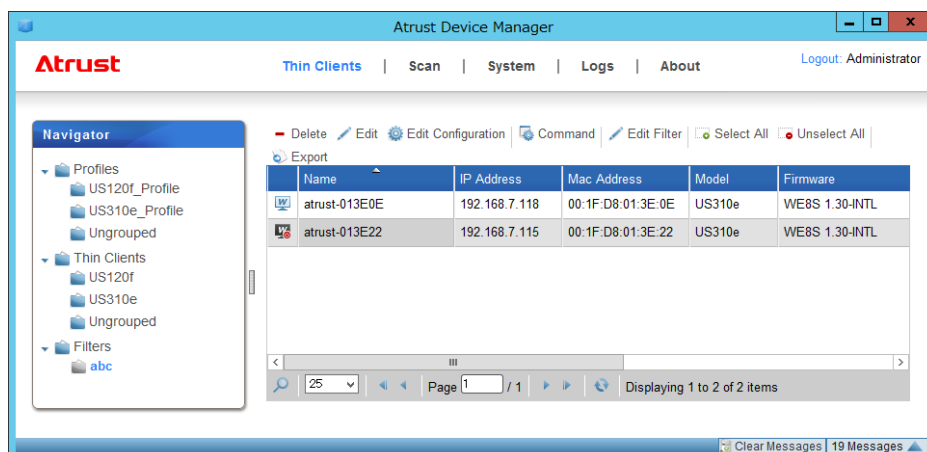 Atrust Device Manager
Atrust
Thin Clients | Scan | System | Logs | About
Logout: Administrator
Navigator
Profiles
US120f_Profile
US310e_Profile
Ungrouped
Thin Clients
US120f
US310e
Ungrouped
Filters
abc
Delete Edit Edit Configuration Command Edit Filter Select All Unselect All
Export
Name IP Address Mac Address Model Firmware
atrust-013E0E 192.168.7.118 00:1F:D8:01:3E:0E US310e WE8S 1.30-INTL
atrust-013E22 192.168.7.115 00:1F:D8:01:3E:22 US310e WE8S 1.30-INTL
25 Page 1 / 1 Displaying 1 to 2 of 2 items
Clear Messages 19 Messages